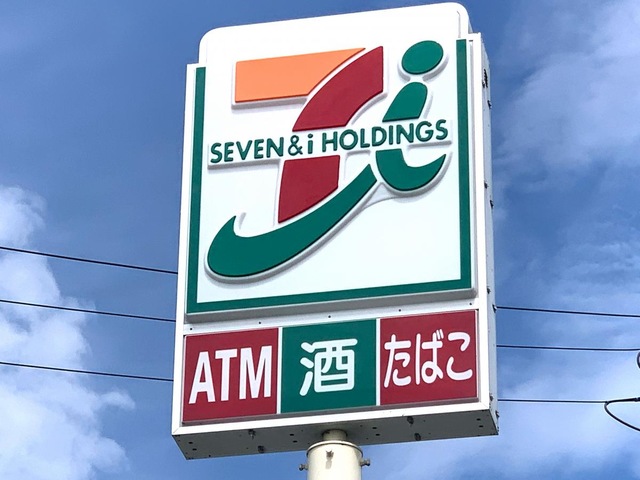 SEVEN & i HOLDINGS
ATM 酒 たばこ